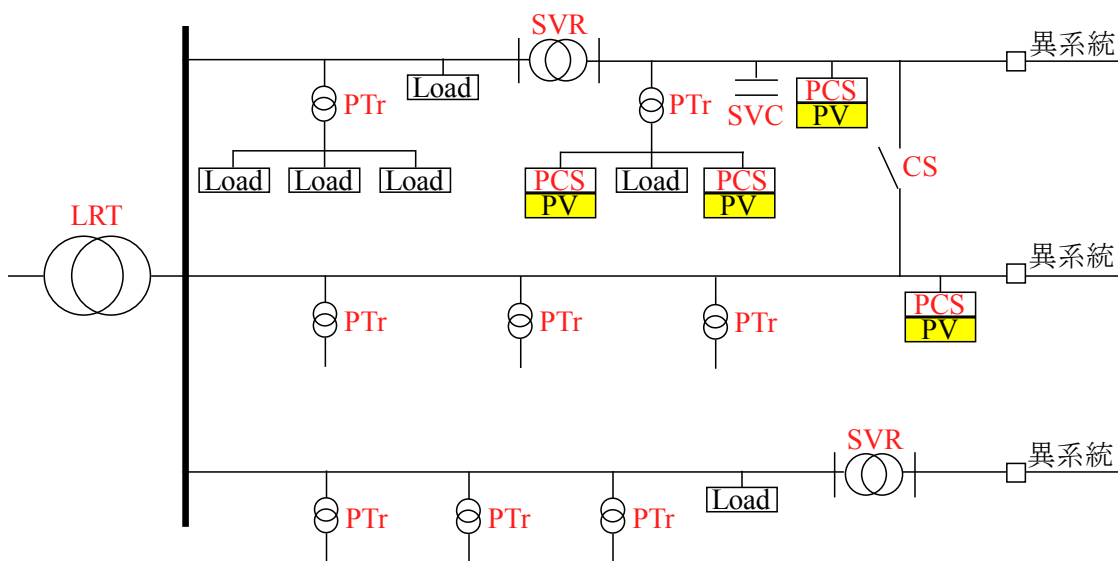 SVR
異系統
Load
PTr
PTr
SVC
PCS
PV
CS
Load
Load
Load
PCS
PV
Load
PCS
PV
LRT
異系統
PTr
PTr
PTr
PCS
PV
SVR
異系統
Load
PTr
PTr
PTr